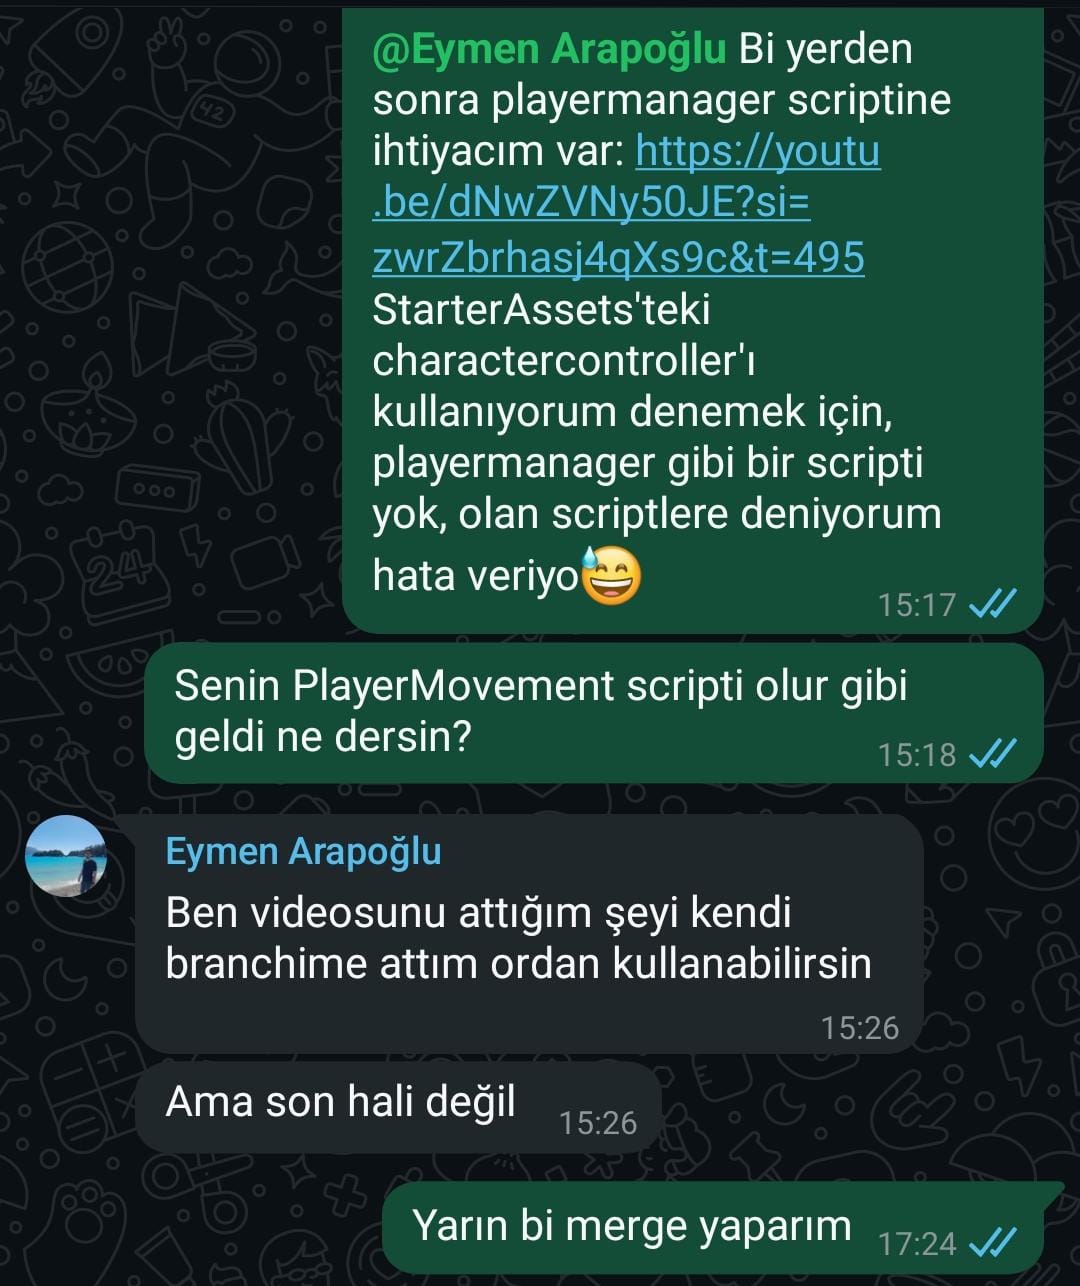 @Eymen Arapoğlu Bi yerden
sonra playermanager scriptine
ihtiyacım var: https://youtu
.be/dNwZVNy50JE?si=
zwrZbrhasj4qXs9c&t=495
StarterAssets'teki
charactercontroller'ı
kullanıyorum denemek için,
playermanager gibi bir scripti
yok, olan scriptlere deniyorum
hata veriyo😅
15:17
Senin PlayerMovement scripti olur gibi
geldi ne dersin?
15:18
Eymen Arapoğlu
Ben videosunu attığım şeyi kendi
branchime attım ordan kullanabilirsin
15:26
Ama son hali değil 15:26
Yarın bi merge yaparım 17:24